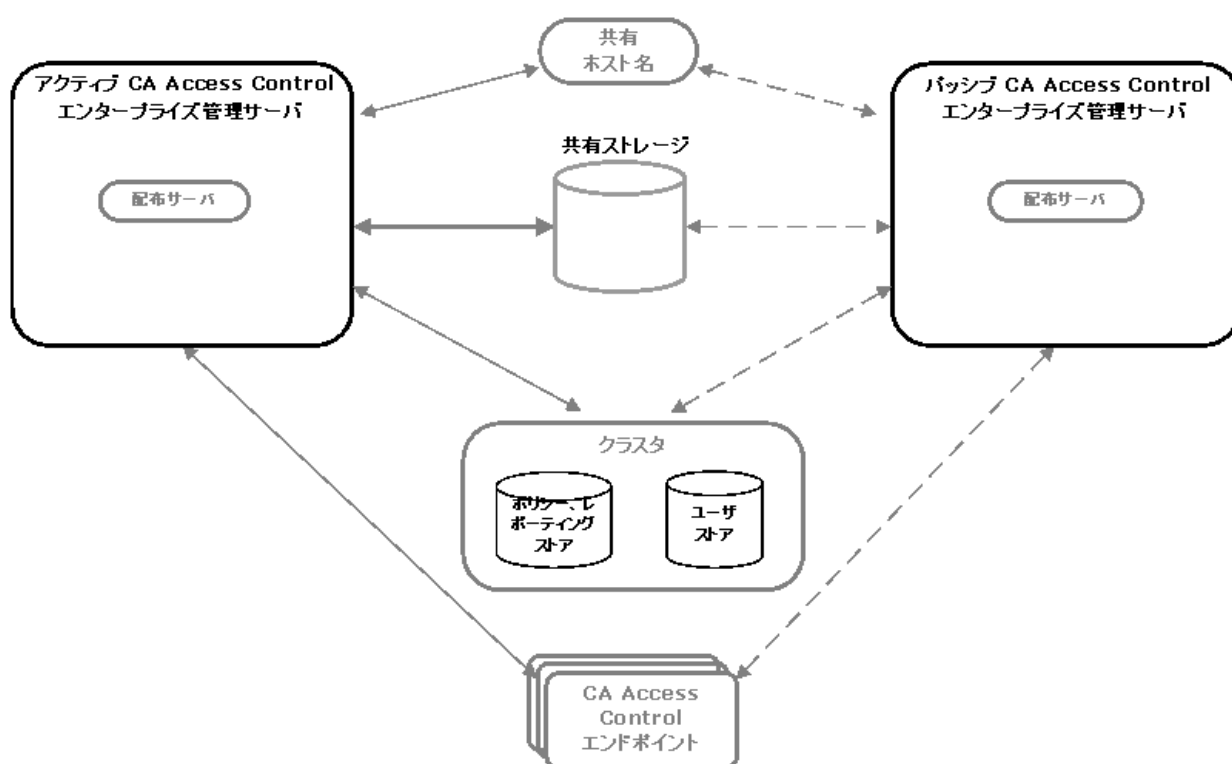 共有
ホスト名
アクティブ CA Access Control
エンタープライズ管理サーバ
パッシブ CA Access Control
エンタープライズ管理サーバ
共有ストレージ
配布サーバ
配布サーバ
クラスタ
ポリシー、レ
ポーティング
ストア
ユーザ
ストア
CA Access
Control
エンドポイント